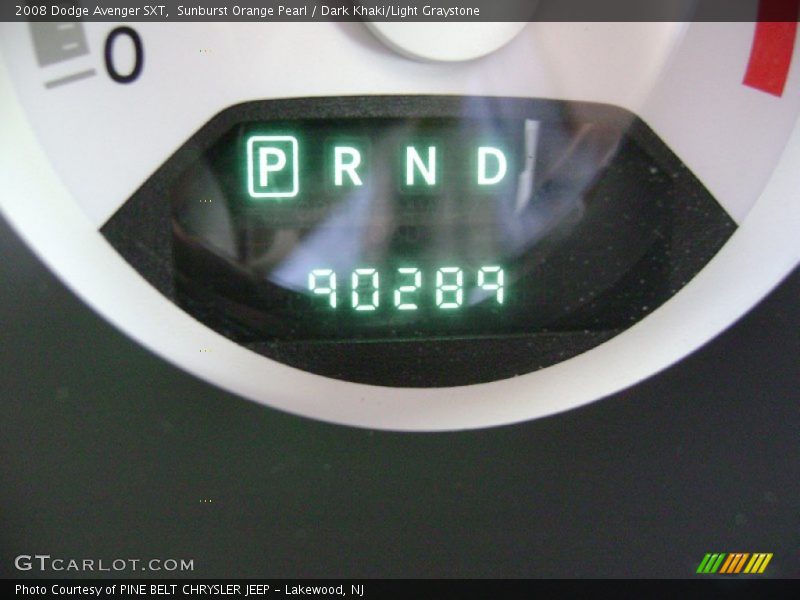 2008 Dodge Avenger SXT,  Sunburst Orange Pearl / Dark Khaki/Light Graystone
0
P R N D
90289
GTCARLOT.COM
Photo Courtesy of PINE BELT CHRYSLER JEEP - Lakewood, NJ